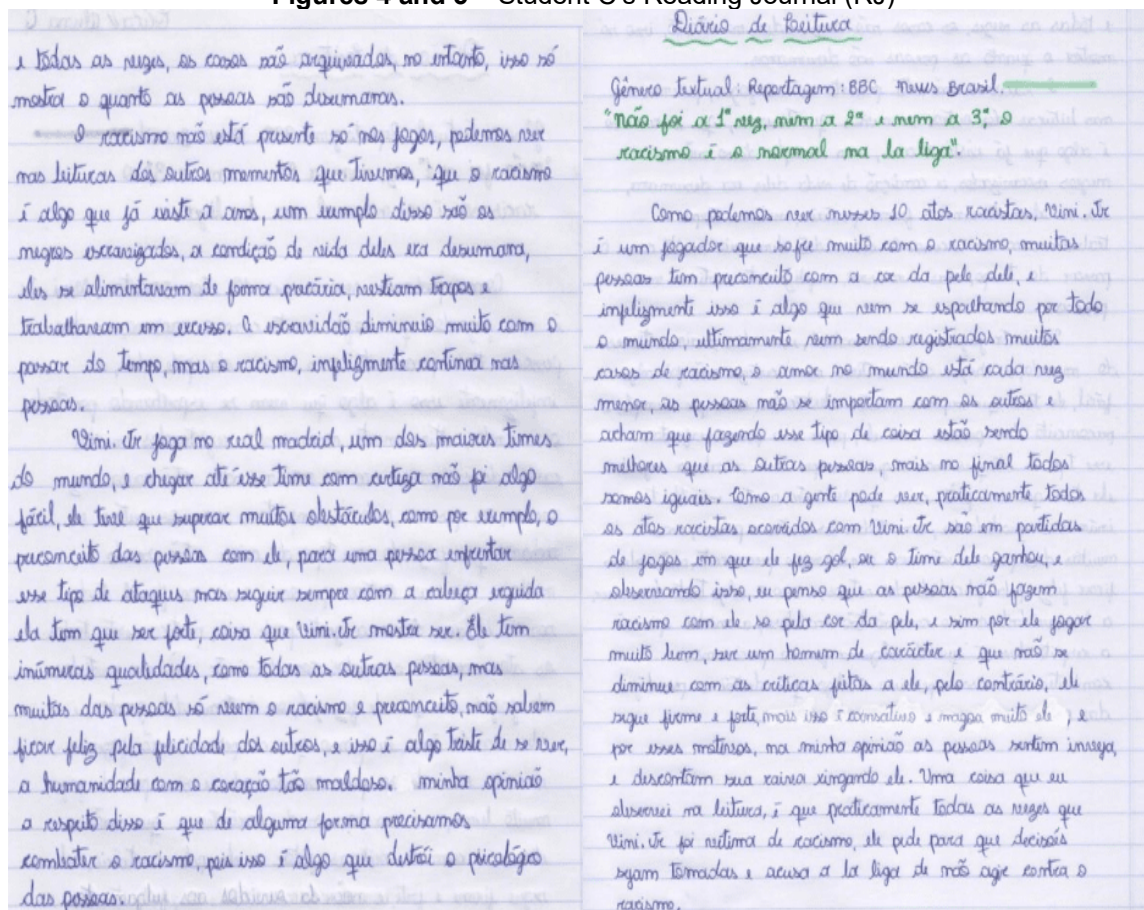 Figures 4 and 5 – Student C's Reading Journal (RJ)
e todas as vezes, os casos são arquivados, no entanto, isso só
mostra o quanto as pessoas são desumanas.
O racismo não está presente só nos jogos, podemos ver
nas leituras dos outros momentos que tivemos, que o racismo
é algo que já existe a anos, um exemplo disso são os
negros escravizados, a condição de vida deles era desumana,
eles se alimentavam de forma precária, vestiam trapos e
trabalhavam em excesso. A escravidão diminuio muito com o
passar do tempo, mas o racismo, infelizmente continua nas
pessoas.
Vini. Jr joga no real madrid, um dos maiores times
do mundo, e chegar até esse time com certeza não foi algo
fácil, ele teve que superar muitos obstáculos, como por exemplo, o
preconceito das pessoas com ele, para uma pessoa enfrentar
esse tipo de ataques mas seguir sempre com a cabeça erguida
ela tem que ser forte, coisa que Vini. Jr mostra ser. Ele tem
inúmeras qualidades, como todas as outras pessoas, mas
muitas das pessoas só veem o racismo e preconceito, não sabem
ficar feliz pela felicidade dos outros, e isso é algo triste de se ver,
a humanidade com o coração tão maldoso. minha opinião
a respeito disso é que de alguma forma precisamos
combater o racismo, pois isso é algo que destrói o psicológico
das pessoas.
Diário de Leitura
Gênero textual: Reportagem: BBC News Brasil.
"não foi a 1ª vez, nem a 2ª e nem a 3ª, o
racismo é o normal na la liga".
Como podemos ver nesses 10 atos racistas, Vini. Jr
é um jogador que sofre muito com o racismo, muitas
pessoas tem preconceito com a cor da pele dele, e
infelizmente isso é algo que vem se espalhando por todo
o mundo, ultimamente vem sendo registrados muitos
casos de racismo, o amor no mundo está cada vez
menor, as pessoas não se importam com os outros e
acham que fazendo esse tipo de coisa estão sendo
melhores que as outras pessoas, mais no final todos
somos iguais. Como a gente pode ver, praticamente todos
os atos racistas ocorridos com Vini. Jr são em partidas
de jogos em que ele fez gol, ou o time dele ganhou, e
observando isso, eu penso que as pessoas não fazem
racismo com ele so pela cor da pele, e sim por ele jogar
muito bem, ser um homem de carácter e que não se
diminue com as críticas feitas a ele, pelo contrário, ele
segue firme e forte, mais isso é cansativo e magoa muito ele ; e
por esses motivos, na minha opinião as pessoas sentem inveja,
e descontam sua raiva xingando ele. Uma coisa que eu
observei na leitura, é que praticamente todas as vezes que
Vini. Jr foi vitima de racismo, ele pede para que decisões
sejam tomadas e acusa a la liga de não agir contra o
racismo.